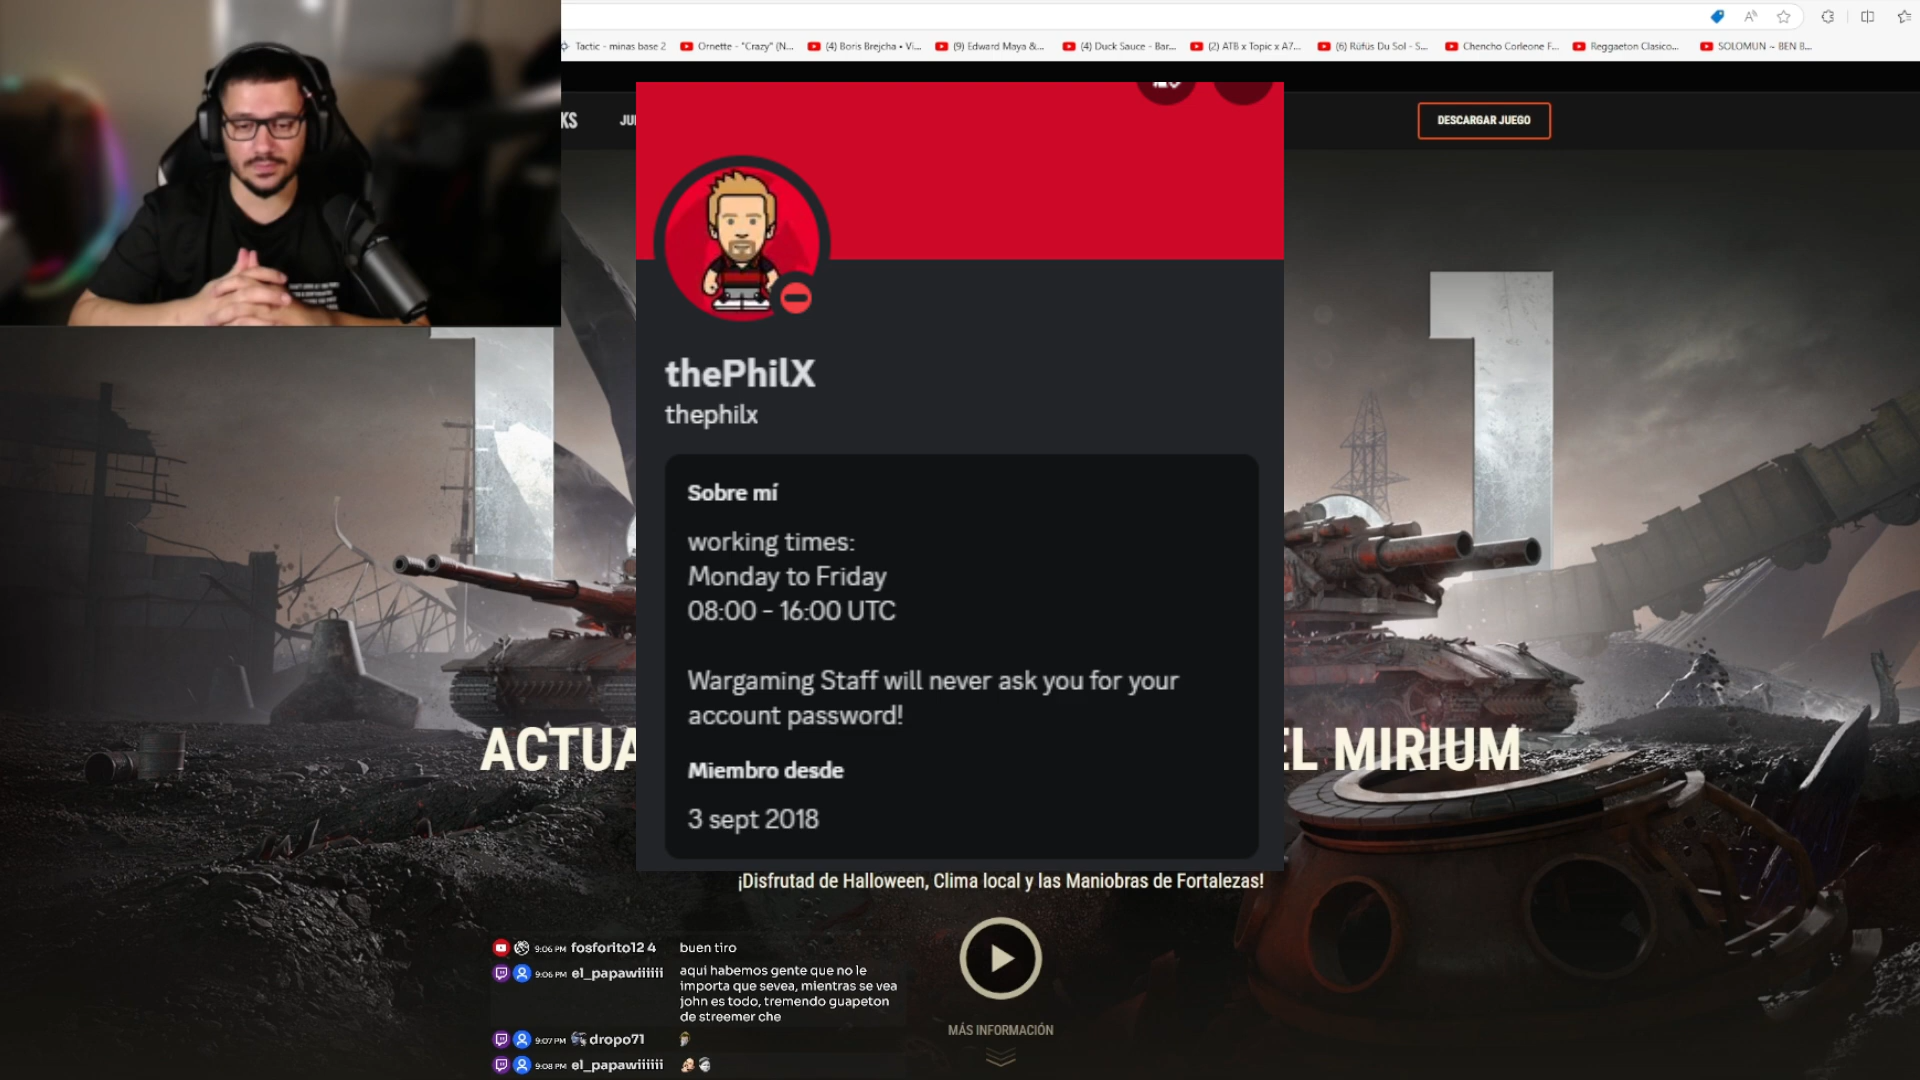 Tactic - minas base 2
Ornette - "Crazy" (N...
(4) Boris Brejcha • Vi...
(9) Edward Maya &...
(4) Duck Sauce - Bar...
(2) ATB x Topic x A7...
(6) Rüfüs Du Sol - S...
Chencho Corleone F...
Reggaeton Clasico...
SOLOMUN ~ BEN B...
KS
JU
DESCARGAR JUEGO
thePhilX
thephilx
Sobre mí
working times:
Monday to Friday
08:00 - 16:00 UTC
Wargaming Staff will never ask you for your
account password!
Miembro desde
3 sept 2018
ACTUA
EL MIRIUM
¡Disfrutad de Halloween, Clima local y las Maniobras de Fortalezas!
MÁS INFORMACIÓN
9:06 PM fosforito12 4 buen tiro
9:06 PM el_papawiiiiii aqui habemos gente que no le
importa que sevea, mientras se vea
john es todo, tremendo guapeton
de streemer che
9:07 PM dropo71
9:08 PM el_papawiiiiii